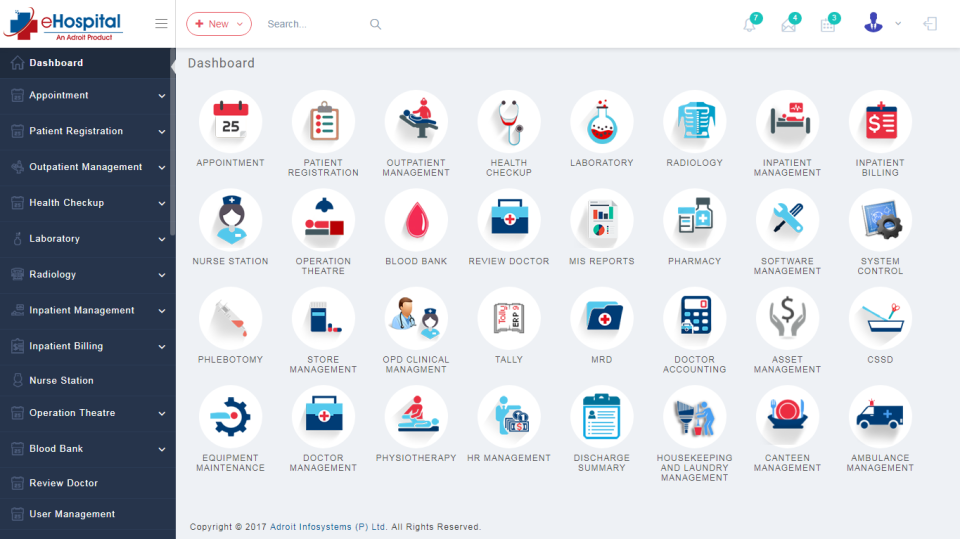 eHospital
An Adroit Product
New
Search...
7
4
3
Dashboard
Appointment
Patient Registration
Outpatient Management
Health Checkup
Laboratory
Radiology
Inpatient Management
Inpatient Billing
Nurse Station
Operation Theatre
Blood Bank
Review Doctor
User Management
Dashboard
25
APPOINTMENT
PATIENT
REGISTRATION
OUTPATIENT
MANAGEMENT
HEALTH
CHECKUP
LABORATORY
RADIOLOGY
INPATIENT
MANAGEMENT
$
INPATIENT
BILLING
NURSE STATION
OPERATION
THEATRE
BLOOD BANK
REVIEW DOCTOR
MIS REPORTS
PHARMACY
SOFTWARE
MANAGEMENT
SYSTEM
CONTROL
PHLEBOTOMY
STORE
MANAGEMENT
OPD CLINICAL
MANAGMENT
Tally
ERP 9
TALLY
MRD
DOCTOR
ACCOUNTING
$
ASSET
MANAGEMENT
CSSD
EQUIPMENT
MAINTENANCE
DOCTOR
MANAGEMENT
PHYSIOTHERAPY
$
HR MANAGEMENT
DISCHARGE
SUMMARY
HOUSEKEEPING
AND LAUNDRY
MANAGEMENT
CANTEEN
MANAGEMENT
AMBULANCE
MANAGEMENT
Copyright © 2017 Adroit Infosystems (P) Ltd. All Rights Reserved.